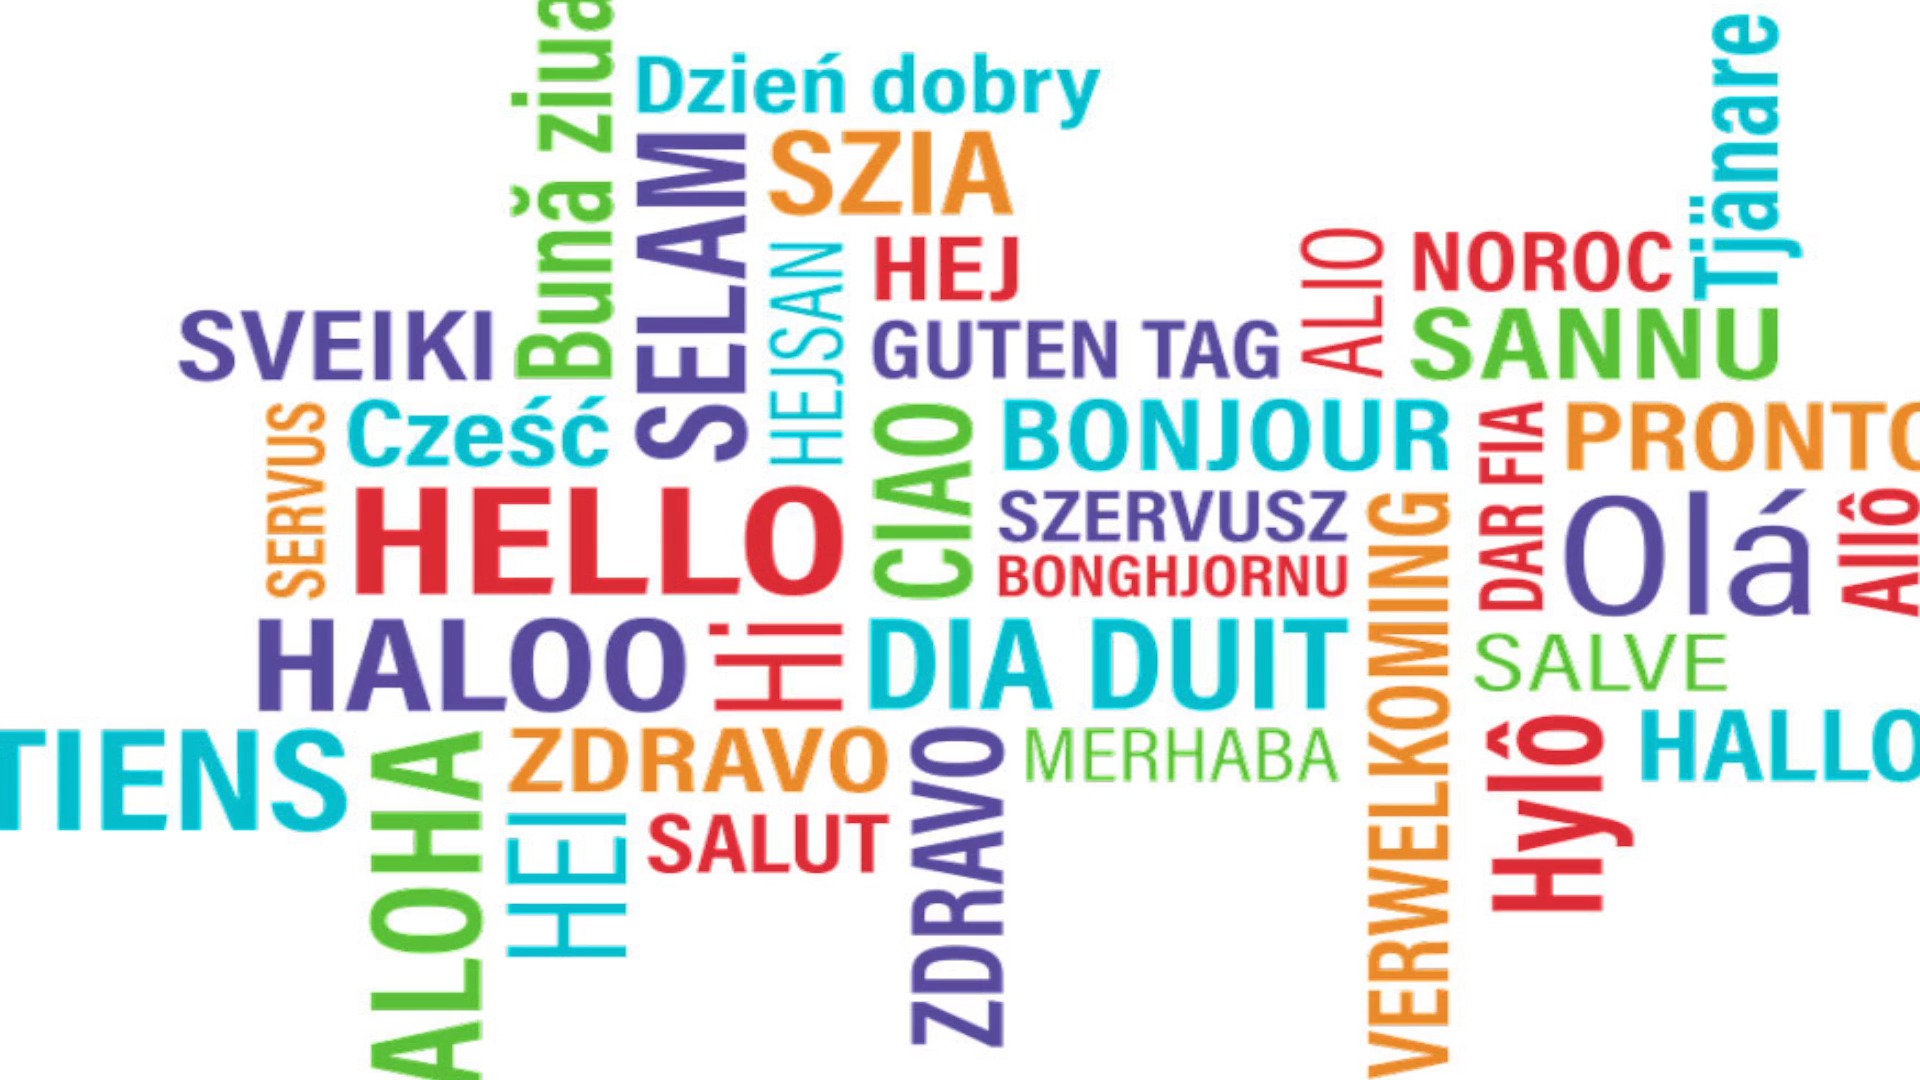 Bună ziua
Dzień dobry
Tjänare
SELAM
SZIA
HEJSAN
HEJ
ALIO
NOROC
SVEIKI
GUTEN TAG
SANNU
SERVUS
Cześć
CIAO
BONJOUR
DAR FIA
PRONTO
HELLO
SZERVUSZ
VERWELKOMING
Olá
Allô
BONGHJORNU
HALOO
Hi
DIA DUIT
SALVE
TIENS
ALOHA
ZDRAVO
ZDRAVO
MERHABA
Hylô
HALLO
HEI
SALUT